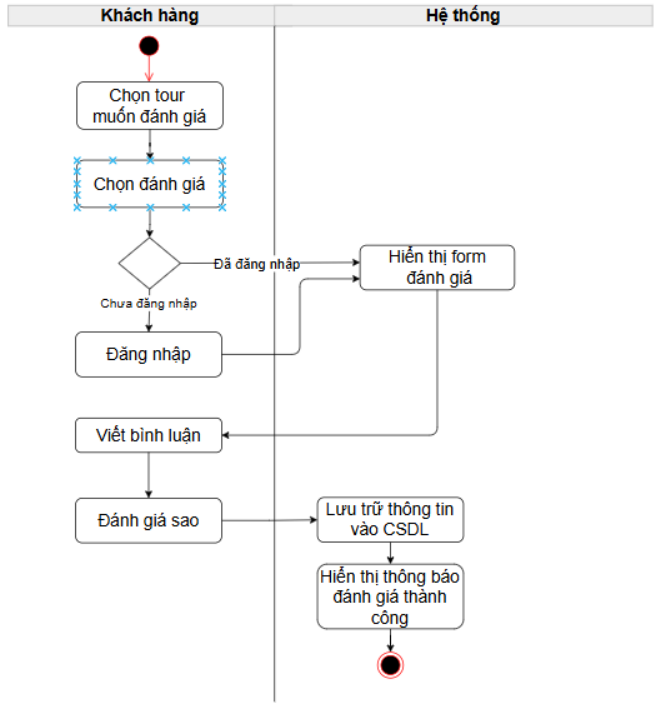 Khách hàng
Hệ thống
Chọn tour
muốn đánh giá
Chọn đánh giá
Đã đăng nhập
Hiển thị form
đánh giá
Chưa đăng nhập
Đăng nhập
Viết bình luận
Đánh giá sao
Lưu trữ thông tin
vào CSDL
Hiển thị thông báo
đánh giá thành
công